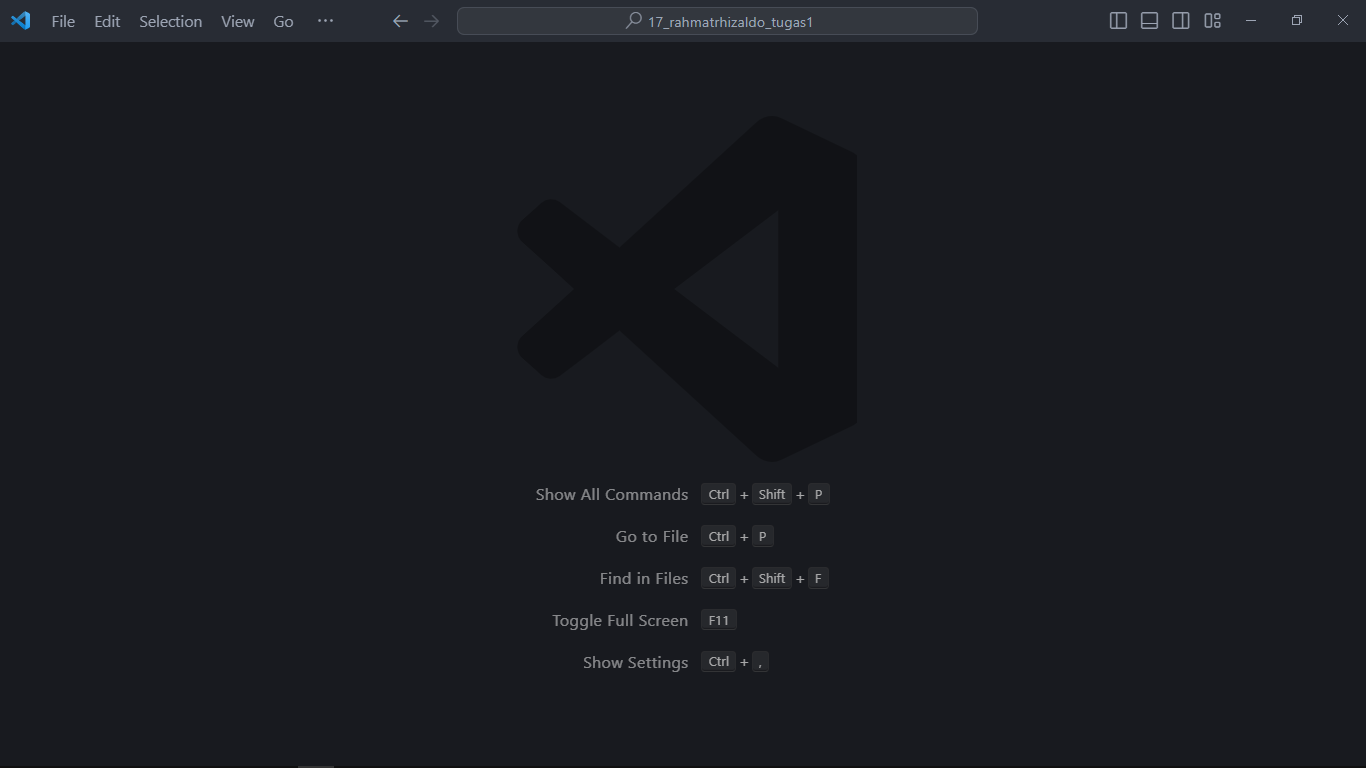 File Edit Selection View Go ··· 17_rahmatrhizaldo_tugas1
Show All Commands Ctrl + Shift + P
Go to File Ctrl + P
Find in Files Ctrl + Shift + F
Toggle Full Screen F11
Show Settings Ctrl + ,